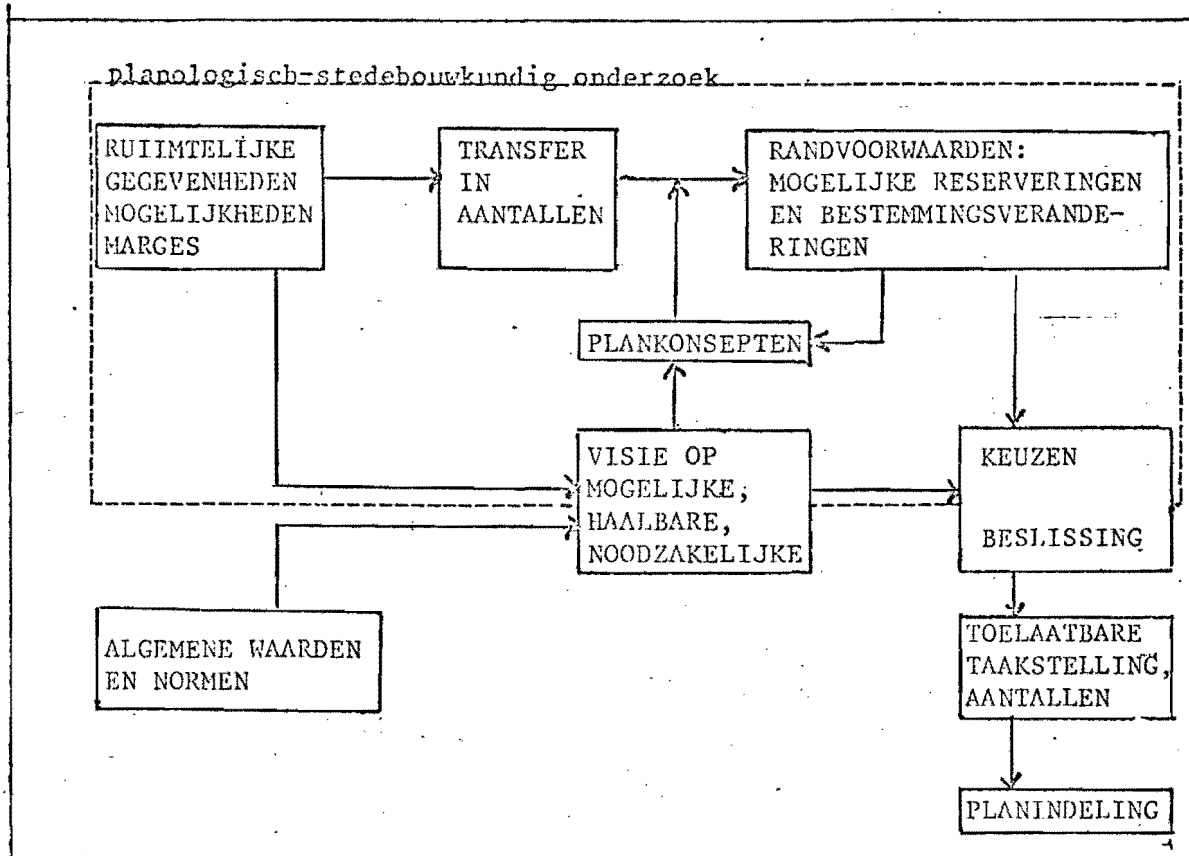 planologisch-stedebouwkundig onderzoek
RUIIMTELIJKE
GEGEVENHEDEN
MOGELIJKHEDEN
MARGES
TRANSFER
IN
AANTALLEN
RANDVOORWAARDEN:
MOGELIJKE RESERVERINGEN
EN BESTEMMINGSVERANDE-
RINGEN
PLANKONSEPTEN
VISIE OP
MOGELIJKE,
HAALBARE,
NOODZAKELIJKE
KEUZEN
BESLISSING
ALGEMENE WAARDEN
EN NORMEN
TOELAATBARE
TAAKSTELLING,
AANTALLEN
PLANINDELING